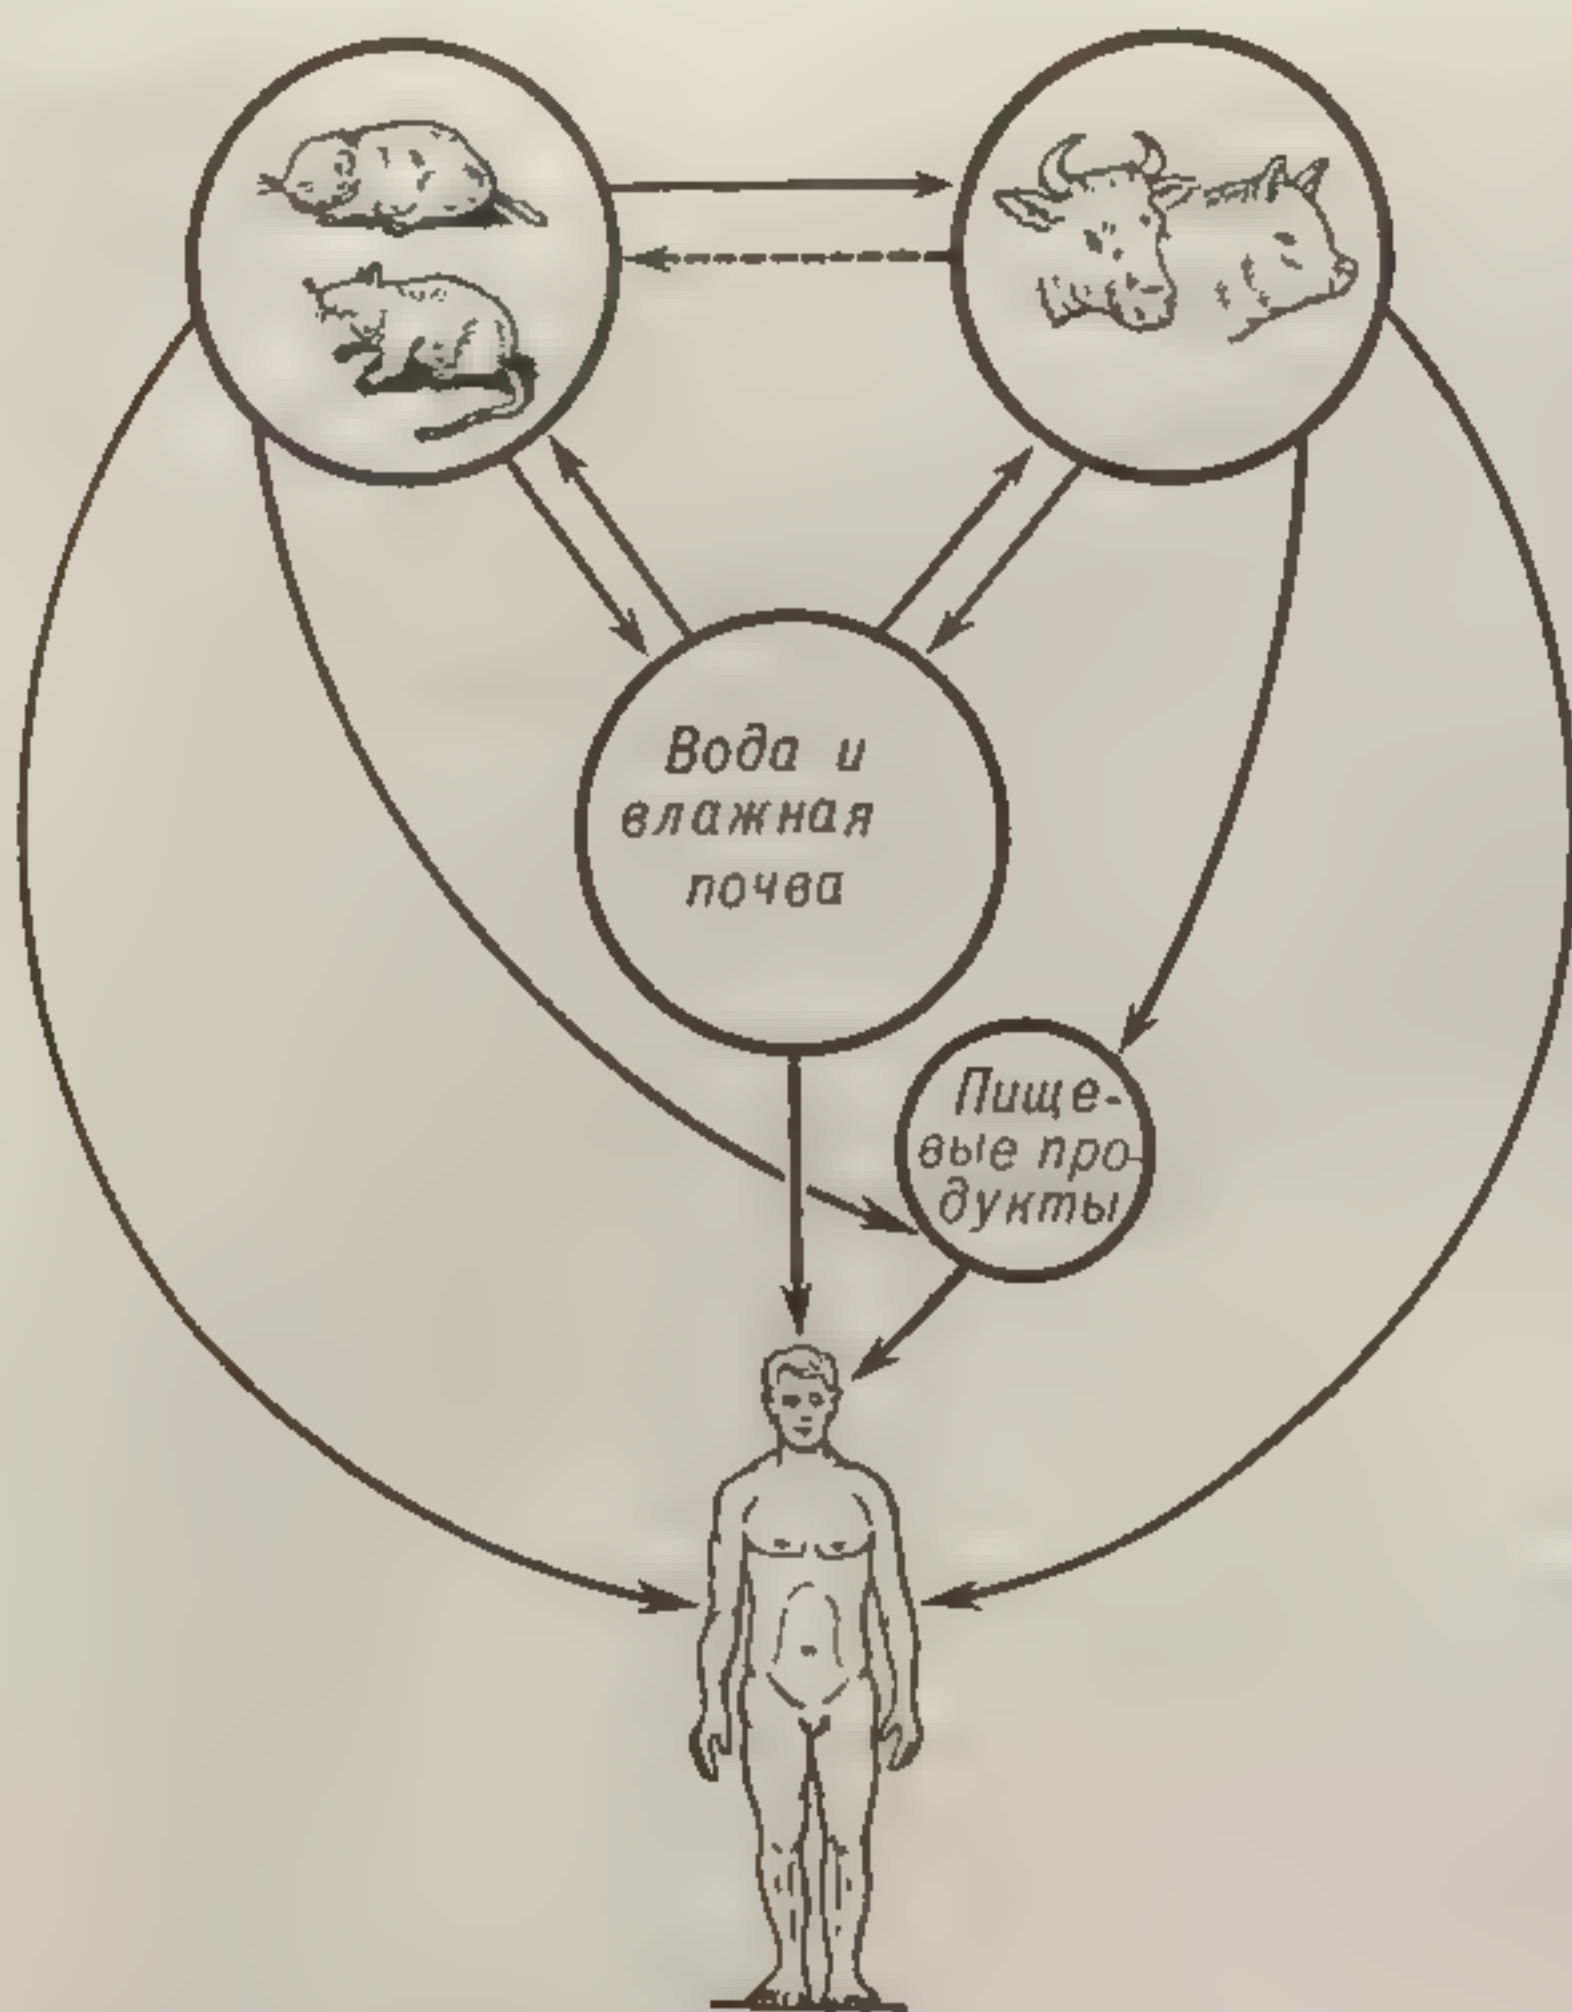 Вода и
влажная
почва
Пище-
вые про-
дукты